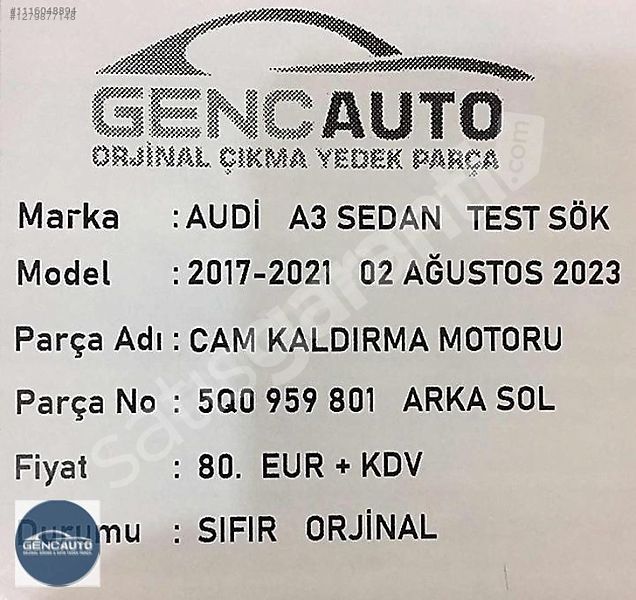 #1116048894
#1279877148
GENCAUTO
ORJİNAL ÇIKMA YEDEK PARÇA
Marka : AUDİ A3 SEDAN TEST SÖK
Model : 2017-2021 02 AĞUSTOS 2023
Parça Adı : CAM KALDIRMA MOTORU
Parça No : 5Q0 959 801 ARKA SOL
Fiyat : 80. EUR + KDV
Durumu : SIFIR ORJİNAL
GENCAUTO
satısgaranti.com